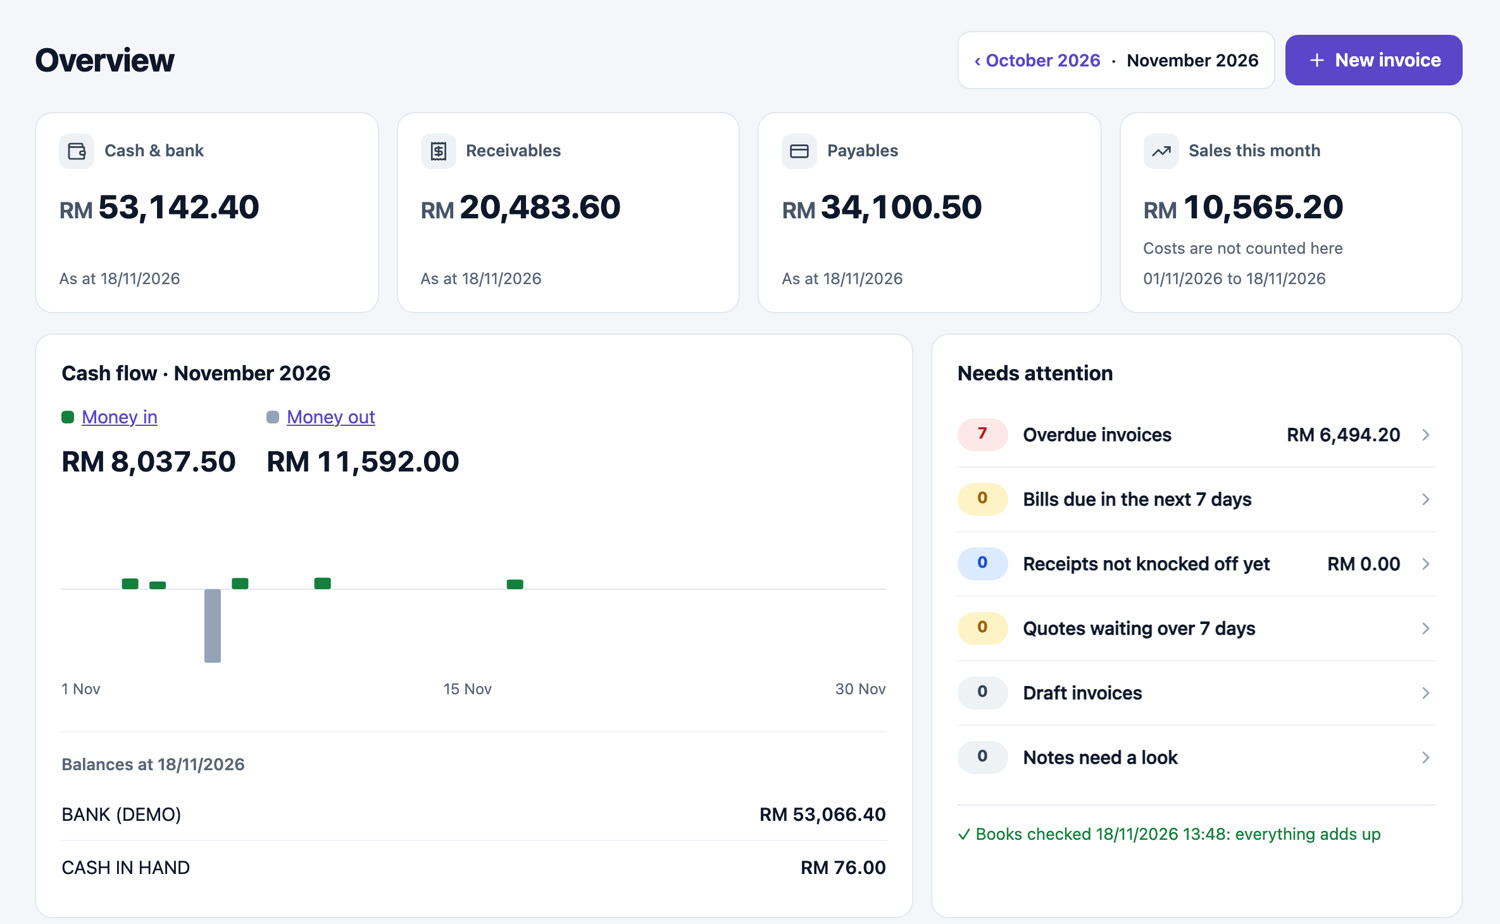 Overview
‹ October 2026 · November 2026
+ New invoice
Cash & bank
RM 53,142.40
As at 18/11/2026
Receivables
RM 20,483.60
As at 18/11/2026
Payables
RM 34,100.50
As at 18/11/2026
Sales this month
RM 10,565.20
Costs are not counted here
01/11/2026 to 18/11/2026
Cash flow · November 2026
Money in
RM 8,037.50
Money out
RM 11,592.00
1 Nov
15 Nov
30 Nov
Balances at 18/11/2026
BANK (DEMO) RM 53,066.40
CASH IN HAND RM 76.00
Needs attention
7 Overdue invoices RM 6,494.20
0 Bills due in the next 7 days
0 Receipts not knocked off yet RM 0.00
0 Quotes waiting over 7 days
0 Draft invoices
0 Notes need a look
✓ Books checked 18/11/2026 13:48: everything adds up